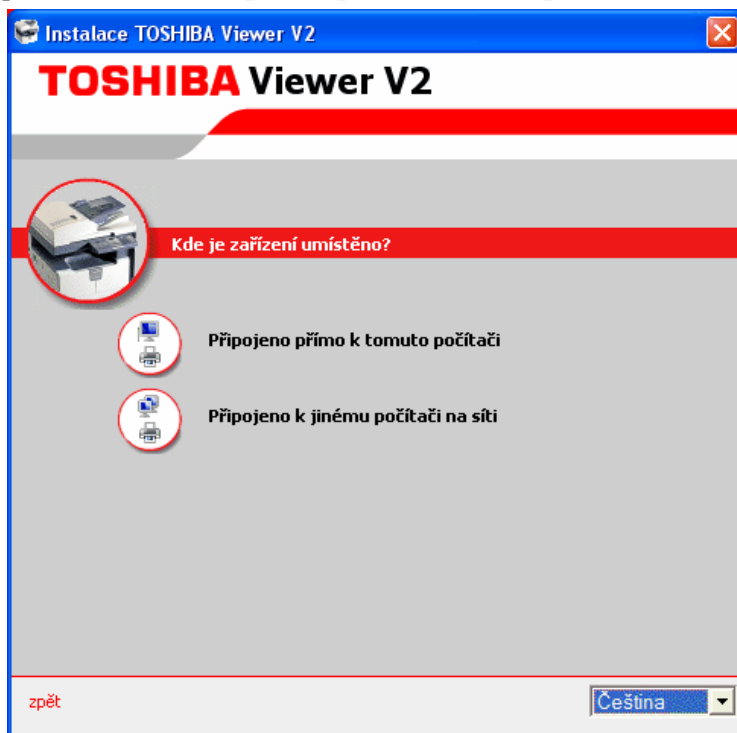 Instalace TOSHIBA Viewer V2
TOSHIBA Viewer V2
Kde je zařízení umístěno?
Připojeno přímo k tomuto počítači
Připojeno k jinému počítači na síti
zpět
Čeština